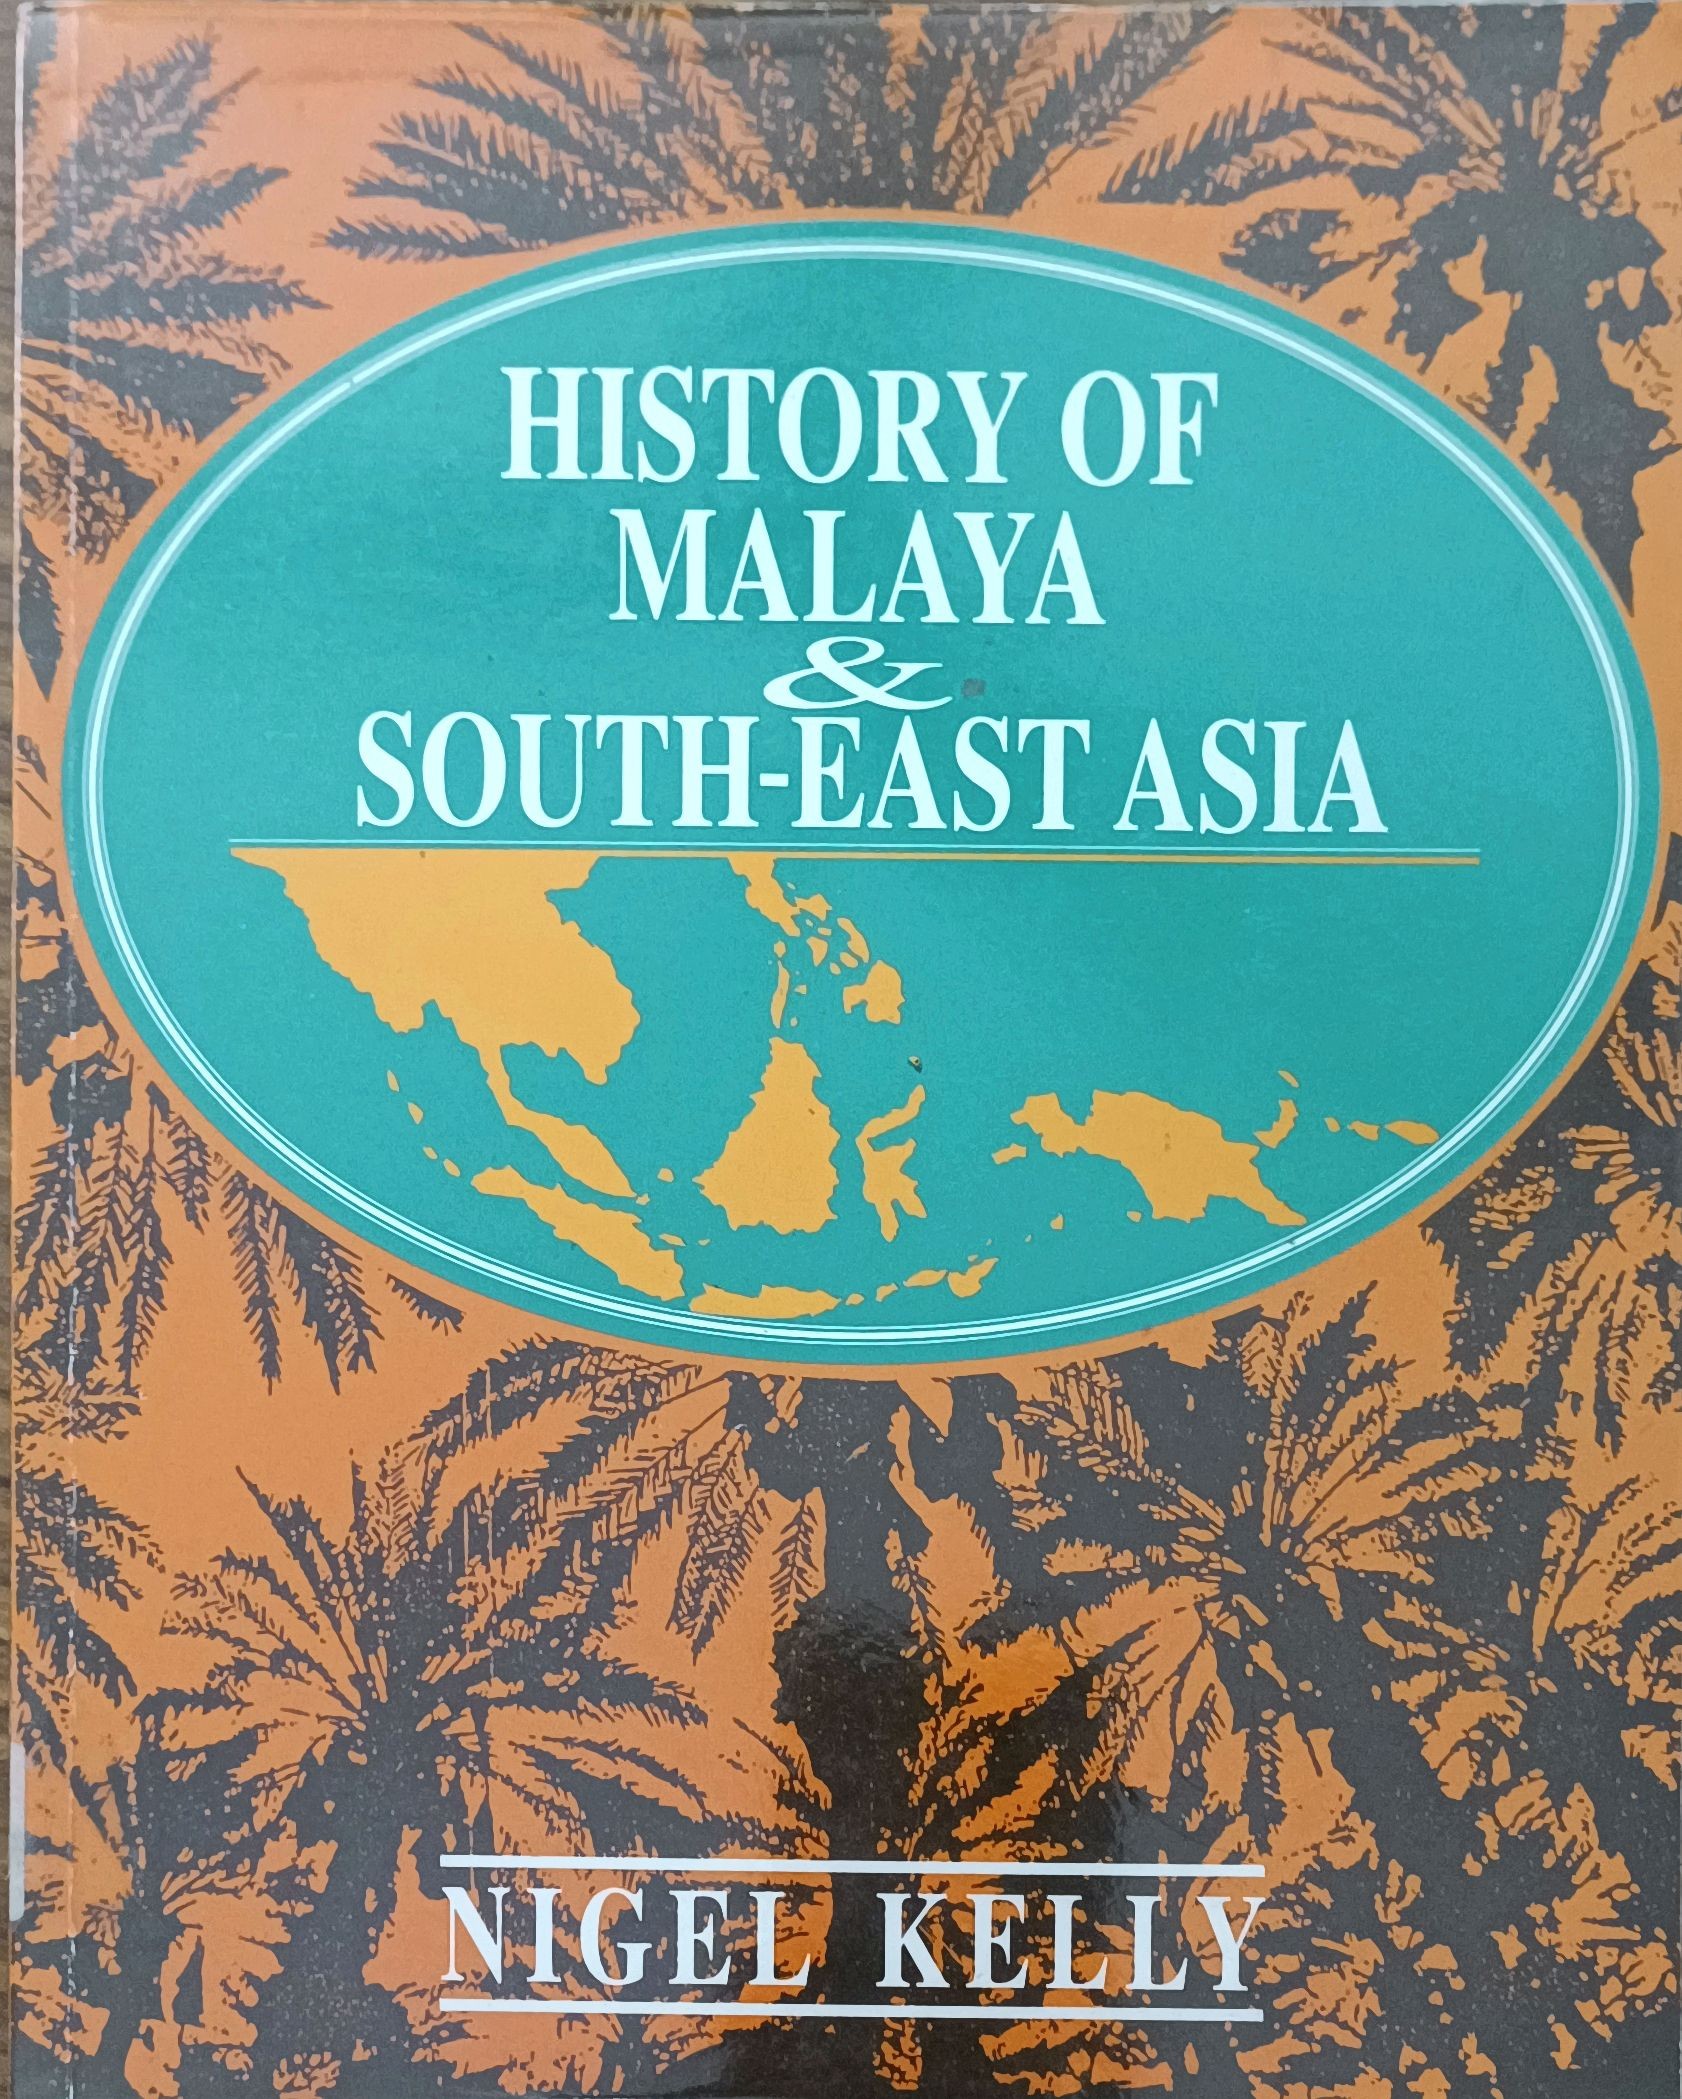 HISTORY OF
MALAYA
&
SOUTH-EAST ASIA
NIGEL KELLY